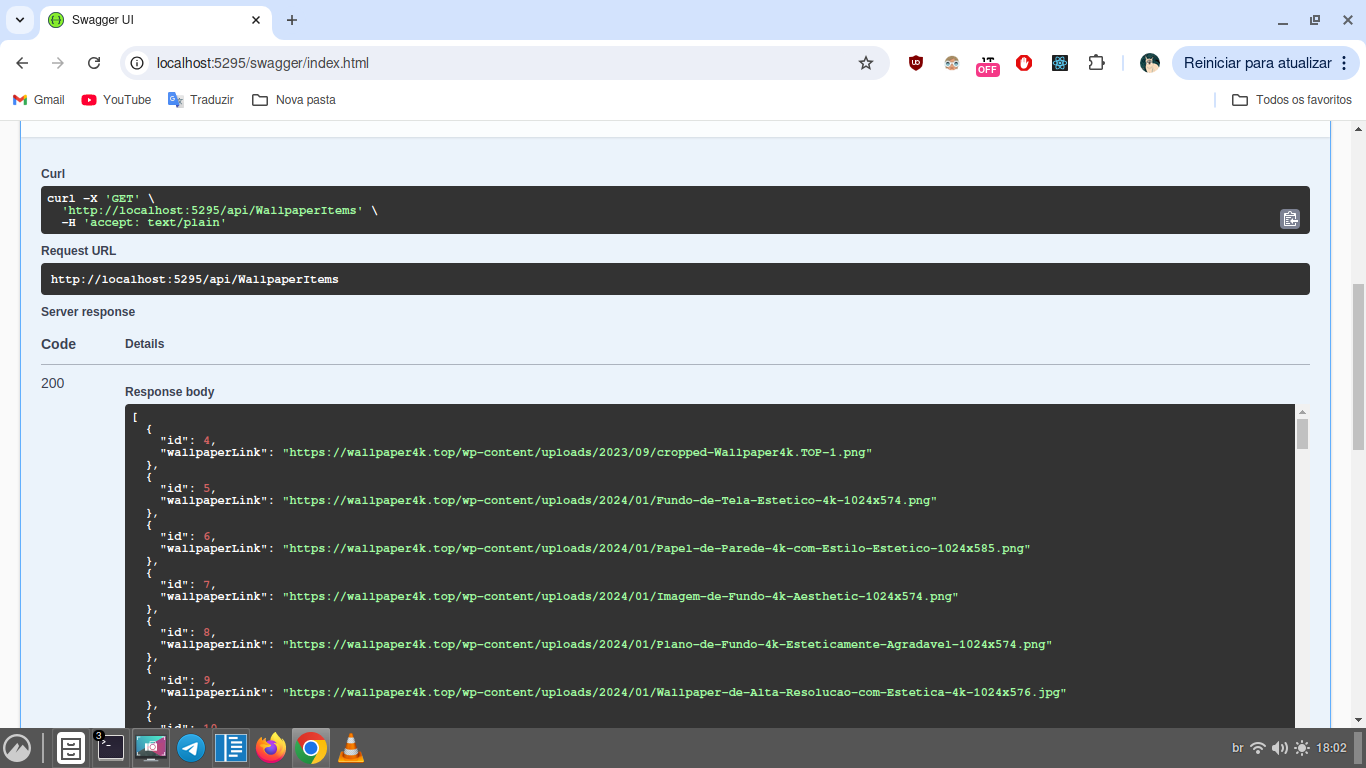 Swagger UI
localhost:5295/swagger/index.html
OFF
Reiniciar para atualizar
Gmail
YouTube
Traduzir
Nova pasta
Todos os favoritos
Curl
curl -X 'GET' \
'http://localhost:5295/api/WallpaperItems' \
-H 'accept: text/plain'
Request URL
http://localhost:5295/api/WallpaperItems
Server response
Code Details
200
Response body
[
{
"id": 4,
"wallpaperLink": "https://wallpaper4k.top/wp-content/uploads/2023/09/cropped-Wallpaper4k.TOP-1.png"
},
{
"id": 5,
"wallpaperLink": "https://wallpaper4k.top/wp-content/uploads/2024/01/Fundo-de-Tela-Estetico-4k-1024x574.png"
},
{
"id": 6,
"wallpaperLink": "https://wallpaper4k.top/wp-content/uploads/2024/01/Papel-de-Parede-4k-com-Estilo-Estetico-1024x585.png"
},
{
"id": 7,
"wallpaperLink": "https://wallpaper4k.top/wp-content/uploads/2024/01/Imagem-de-Fundo-4k-Aesthetic-1024x574.png"
},
{
"id": 8,
"wallpaperLink": "https://wallpaper4k.top/wp-content/uploads/2024/01/Plano-de-Fundo-4k-Esteticamente-Agradavel-1024x574.png"
},
{
"id": 9,
"wallpaperLink": "https://wallpaper4k.top/wp-content/uploads/2024/01/Wallpaper-de-Alta-Resolucao-com-Estetica-4k-1024x576.jpg"
},
{
"id": 10,
3
br
18:02